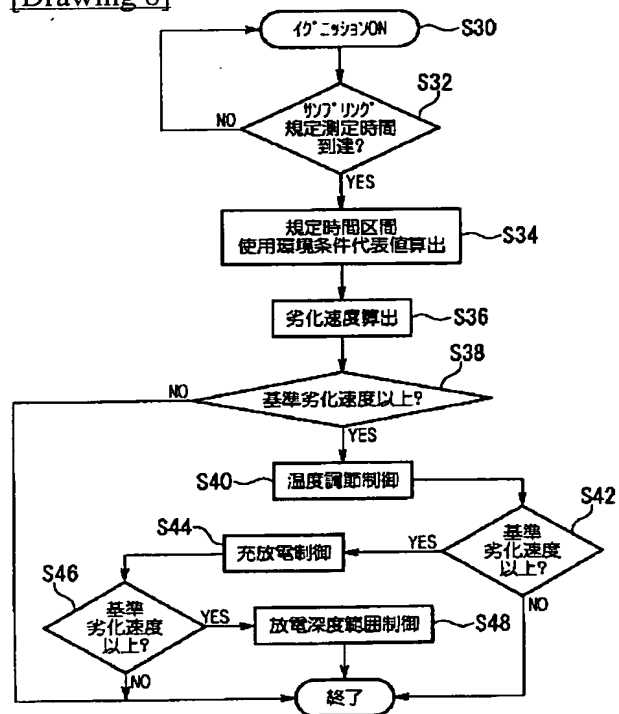 イグニッションON
S30
S32
サンプリング
規定測定時間
到達?
NO
YES
規定時間区間
使用環境条件代表値算出
S34
劣化速度算出
S36
S38
基準劣化速度以上?
NO
YES
S40
温度調節制御
S42
基準
劣化速度
以上?
YES
NO
S44
充放電制御
S46
基準
劣化速度
以上?
YES
NO
放電深度範囲制御
S48
終了